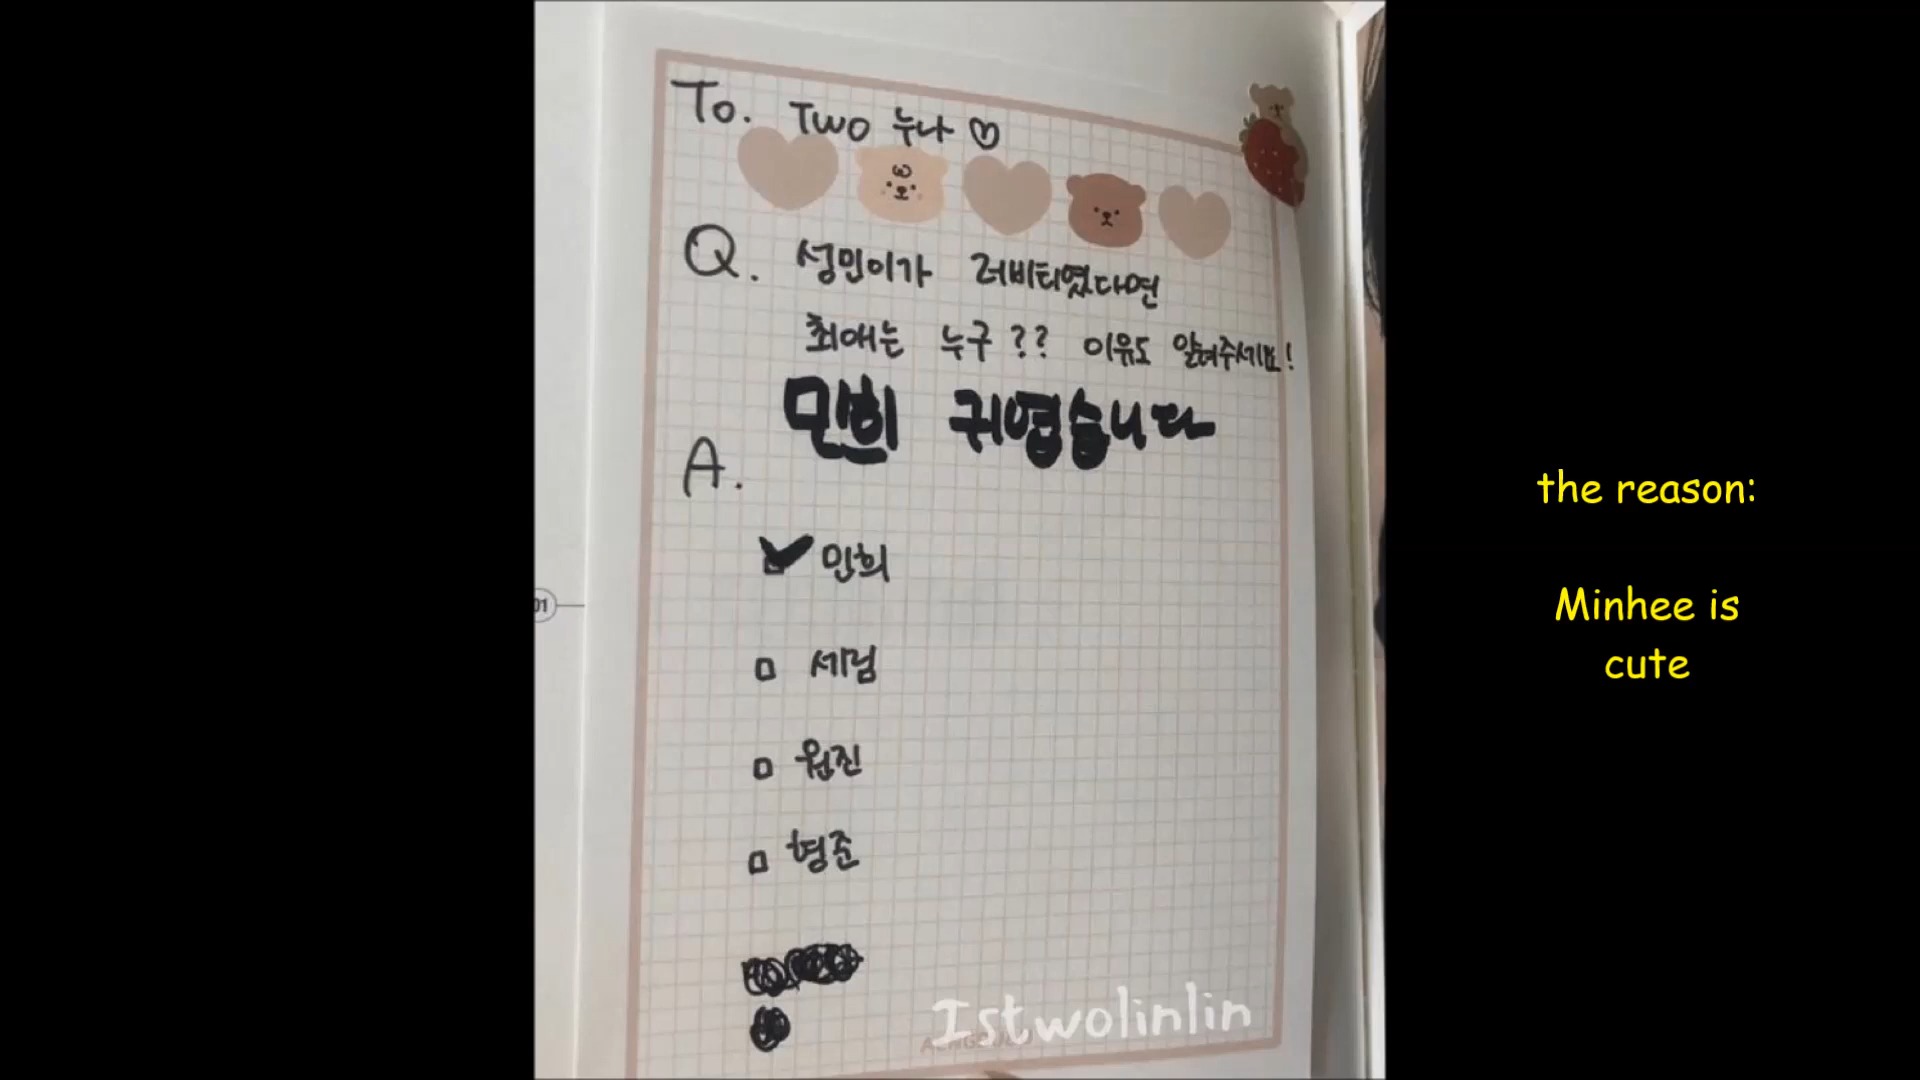 To. Two 누나 ♡
ω
Q. 성민이가 러비티였다면
최애는 누구?? 이유도 알려주세요!
민희 귀엽습니다
A.
✔ 민희
□ 세림
□ 원진
□ 형준
01
Istwolinlin
the reason:
Minhee is
cute